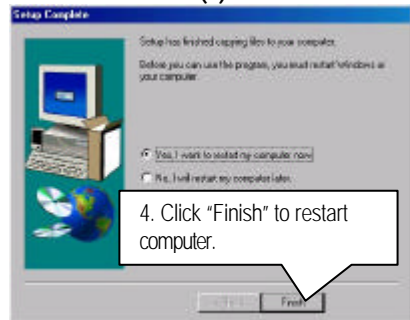 Setup Complete
Setup has finished copying files to your computer.
Before you can use the program, you must restart Windows or
your computer.
Yes, I want to restart my computer now.
No, I will restart my computer later.
4. Click “Finish” to restart
computer.
Finish